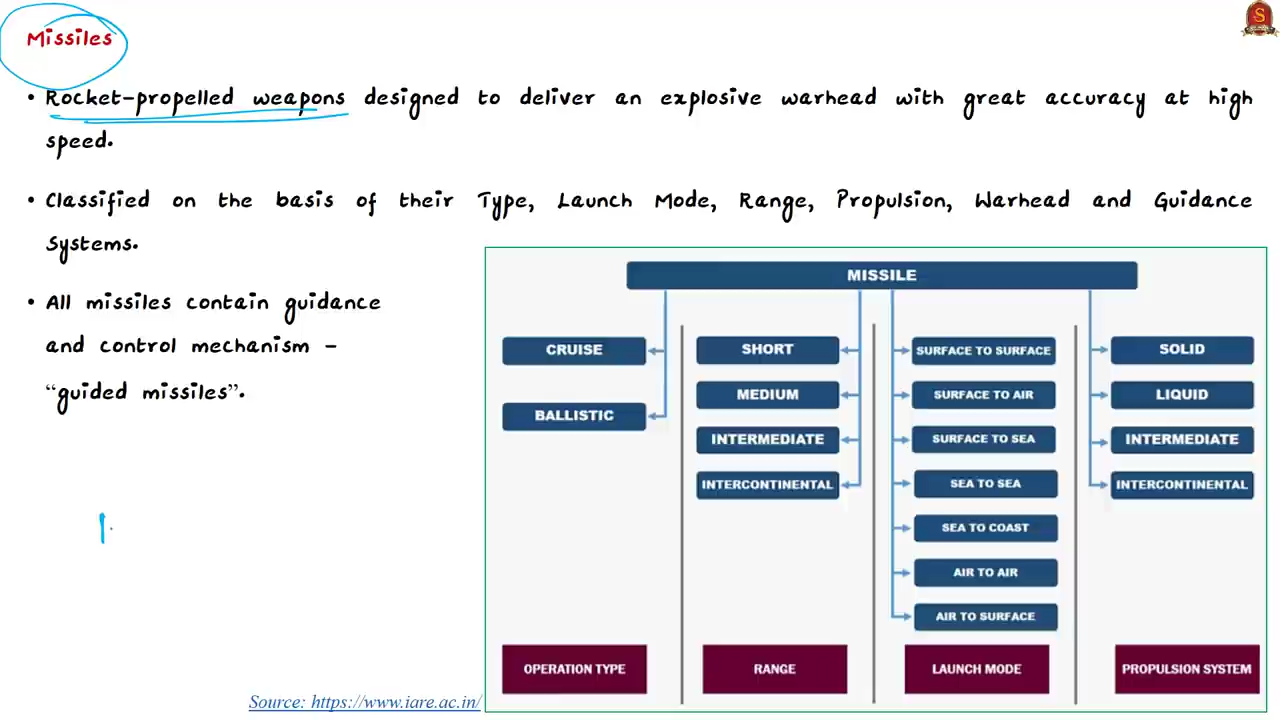 Missiles
• Rocket-propelled weapons designed to deliver an explosive warhead with great accuracy at high
speed.
• Classified on the basis of their Type, Launch Mode, Range, Propulsion, Warhead and Guidance
Systems.
• All missiles contain guidance
and control mechanism –
“guided missiles”.
MISSILE
CRUISE
BALLISTIC
OPERATION TYPE
SHORT
MEDIUM
INTERMEDIATE
INTERCONTINENTAL
RANGE
SURFACE TO SURFACE
SURFACE TO AIR
SURFACE TO SEA
SEA TO SEA
SEA TO COAST
AIR TO AIR
AIR TO SURFACE
LAUNCH MODE
SOLID
LIQUID
INTERMEDIATE
INTERCONTINENTAL
PROPULSION SYSTEM
Source: https://www.iare.ac.in/
S